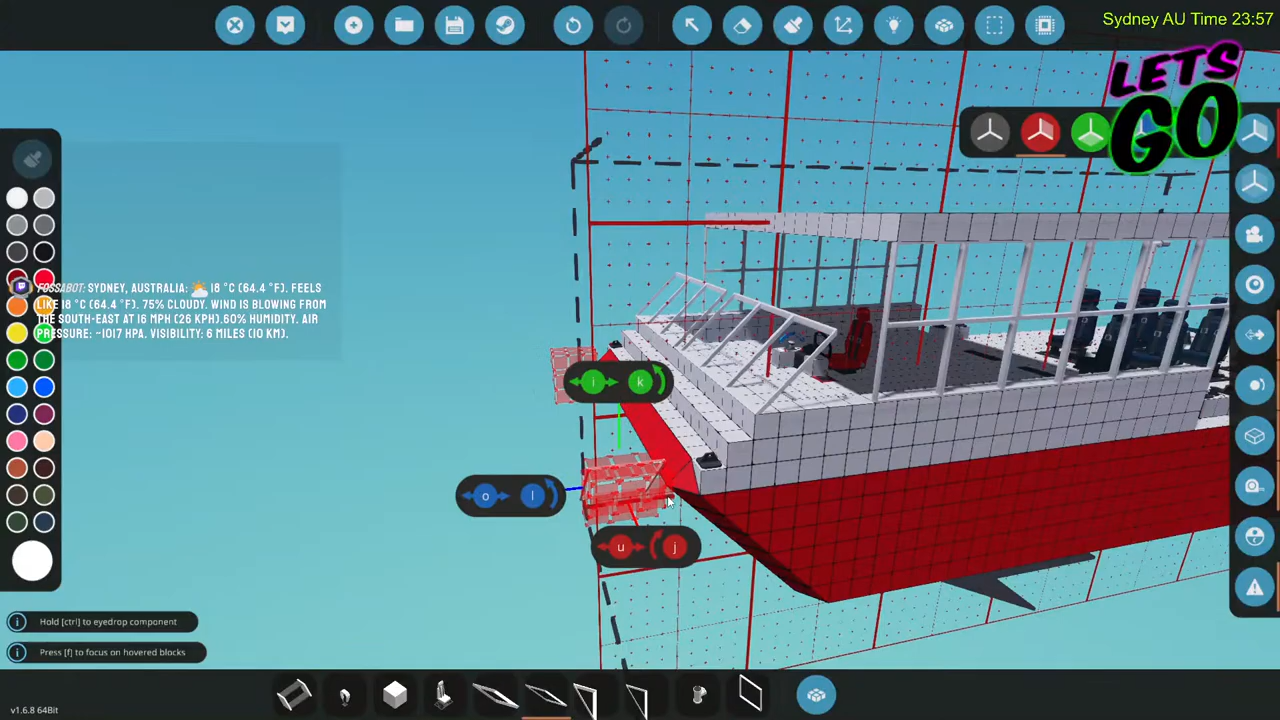 Sydney AU Time 23:57
LETS
GO
FOSSABOT: SYDNEY, AUSTRALIA: 🌤 18 °C (64.4 °F). FEELS
LIKE 18 °C (64.4 °F). 75% CLOUDY. WIND IS BLOWING FROM
THE SOUTH-EAST AT 16 MPH (26 KPH).60% HUMIDITY. AIR
PRESSURE: ~1017 HPA. VISIBILITY: 6 MILES (10 KM).
i
k
o
l
u
j
Hold [ctrl] to eyedrop component
Press [f] to focus on hovered blocks
v1.6.8 64Bit